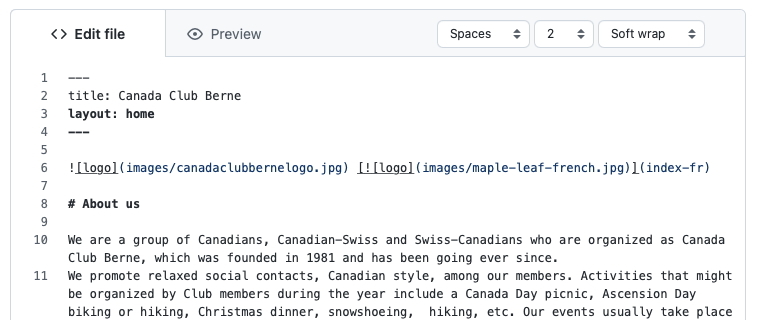 Edit file
Preview
Spaces
2
Soft wrap
1 ---
2 title: Canada Club Berne
3 layout: home
4 ---
5
6 ![logo](images/canadaclubbernelogo.jpg) [![logo](images/maple-leaf-french.jpg)](index-fr)
7
8 # About us
9
10 We are a group of Canadians, Canadian-Swiss and Swiss-Canadians who are organized as Canada
Club Berne, which was founded in 1981 and has been going ever since.
11 We promote relaxed social contacts, Canadian style, among our members. Activities that might
be organized by Club members during the year include a Canada Day picnic, Ascension Day
biking or hiking, Christmas dinner, snowshoeing,  hiking, etc. Our events usually take place